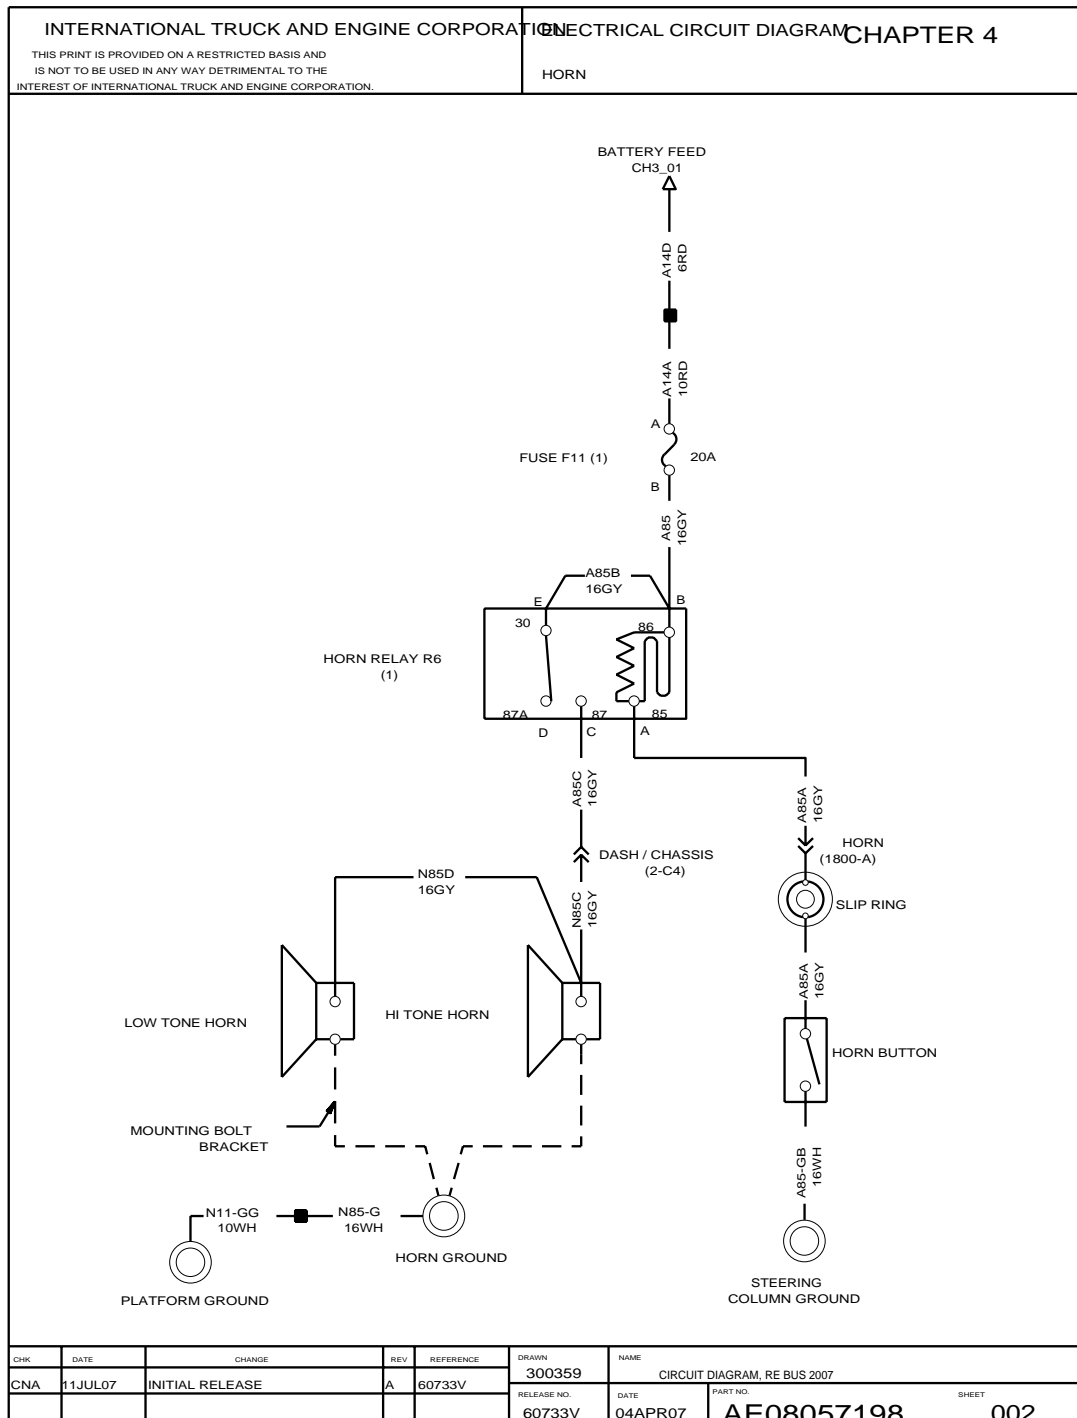 INTERNATIONAL TRUCK AND ENGINE CORPORATION
THIS PRINT IS PROVIDED ON A RESTRICTED BASIS AND
IS NOT TO BE USED IN ANY WAY DETRIMENTAL TO THE
INTEREST OF INTERNATIONAL TRUCK AND ENGINE CORPORATION.
ELECTRICAL CIRCUIT DIAGRAM
HORN
CHAPTER 4
BATTERY FEED
CH3_01
A14D
6RD
A14A
10RD
A
FUSE F11 (1)
20A
B
A85
16GY
A85B
16GY
E
B
30
86
HORN RELAY R6
(1)
87A
87
85
D
C
A
A85C
16GY
A85A
16GY
DASH / CHASSIS
(2-C4)
HORN
(1800-A)
N85D
16GY
N85C
16GY
SLIP RING
A85A
16GY
LOW TONE HORN
HI TONE HORN
HORN BUTTON
MOUNTING BOLT
BRACKET
A85-GB
16WH
N11-GG
10WH
N85-G
16WH
HORN GROUND
PLATFORM GROUND
STEERING
COLUMN GROUND
CHK
DATE
CHANGE
REV
REFERENCE
CNA
11JUL07
INITIAL RELEASE
A
60733V
DRAWN
300359
NAME
CIRCUIT DIAGRAM, RE BUS 2007
RELEASE NO.
60733V
DATE
04APR07
PART NO.
AE08057198
SHEET
002